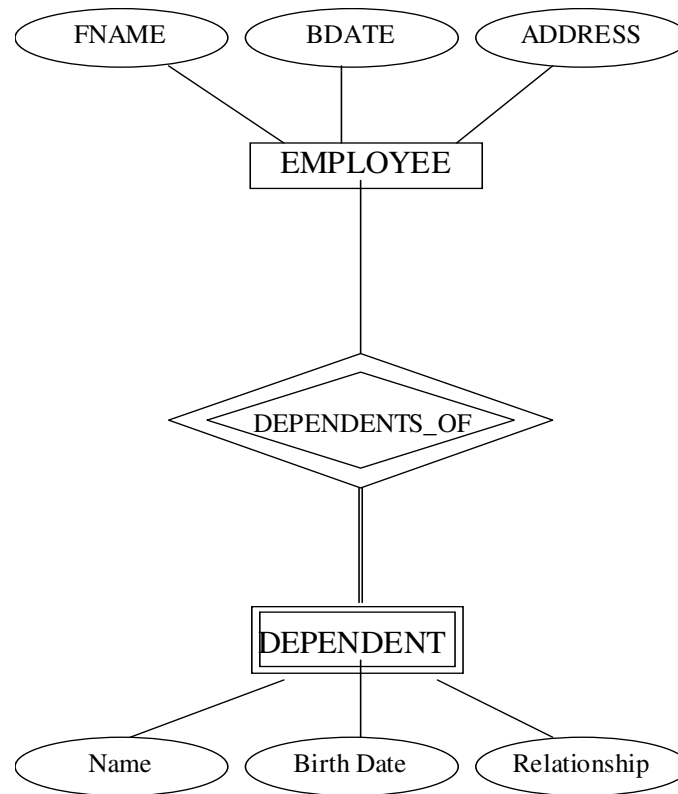 FNAME
BDATE
ADDRESS
EMPLOYEE
DEPENDENTS_OF
DEPENDENT
Name
Birth Date
Relationship